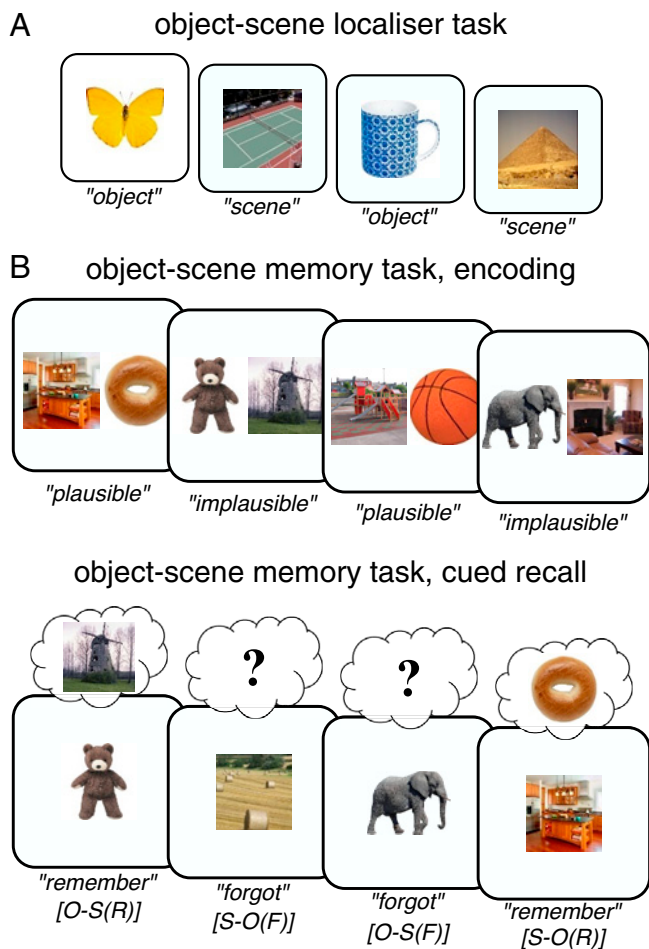 A
object-scene localiser task
"object"
"scene"
"object"
"scene"
B
object-scene memory task, encoding
"plausible"
"implausible"
"plausible"
"implausible"
object-scene memory task, cued recall
?
?
"remember"
[O-S(R)]
"forgot"
[S-O(F)]
"forgot"
[O-S(F)]
"remember"
[S-O(R)]